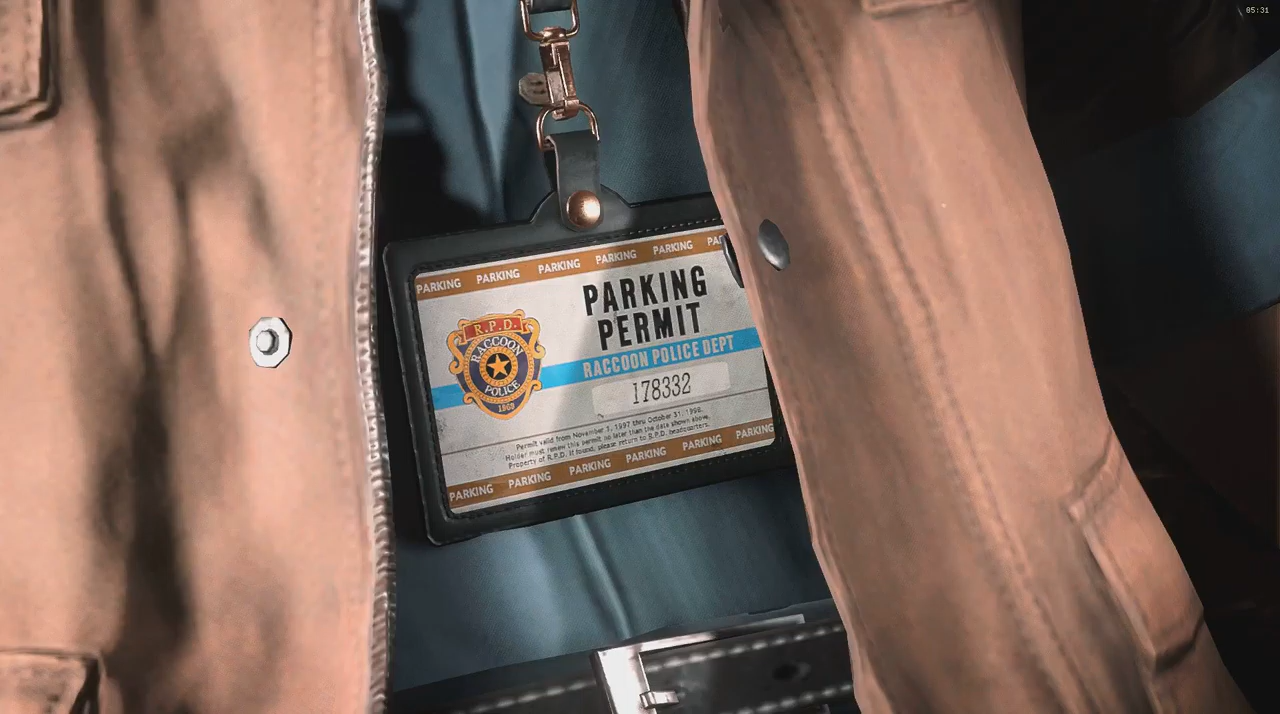 05:31
PARKING PARKING PARKING PARKING PARKING PA
PARKING
PERMIT
R.P.D.
RACCOON
POLICE
RACCOON POLICE DEPT
178332
Permit valid from November 1, 1997 thru October 31, 1998.
Holder must renew this permit no later than the date shown above.
Property of R.P.D. If found, please return to R.P.D. headquarters.
PARKING PARKING PARKING PARKING PARKING PARKING